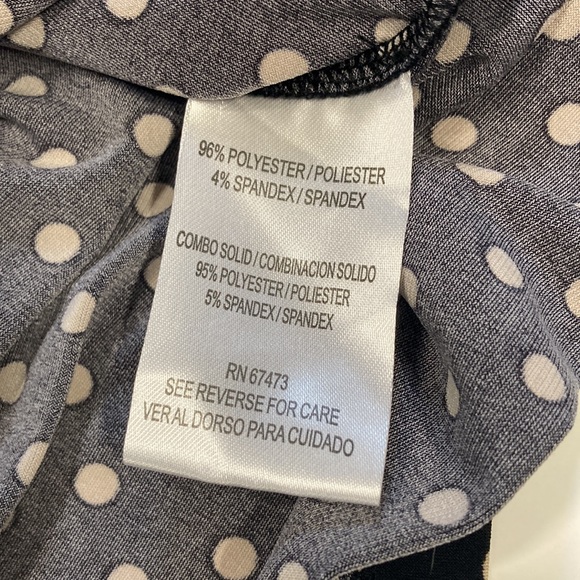 96% POLYESTER / POLIESTER
4% SPANDEX / SPANDEX
COMBO SOLID / COMBINACION SOLIDO
95% POLYESTER / POLIESTER
5% SPANDEX / SPANDEX
RN 67473
SEE REVERSE FOR CARE
VER AL DORSO PARA CUIDADO